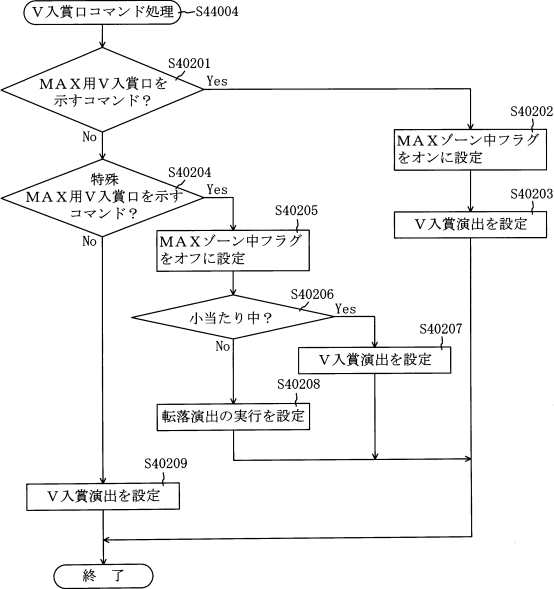 Ｖ入賞口コマンド処理
S44004
S40201
ＭＡＸ用Ｖ入賞口を
示すコマンド？
Yes
No
S40202
ＭＡＸゾーン中フラグ
をオンに設定
S40204
特殊
ＭＡＸ用Ｖ入賞口を示す
コマンド？
Yes
No
S40203
Ｖ入賞演出を設定
S40205
ＭＡＸゾーン中フラグ
をオフに設定
S40206
小当たり中？
Yes
No
S40207
Ｖ入賞演出を設定
S40208
転落演出の実行を設定
S40209
Ｖ入賞演出を設定
終　了